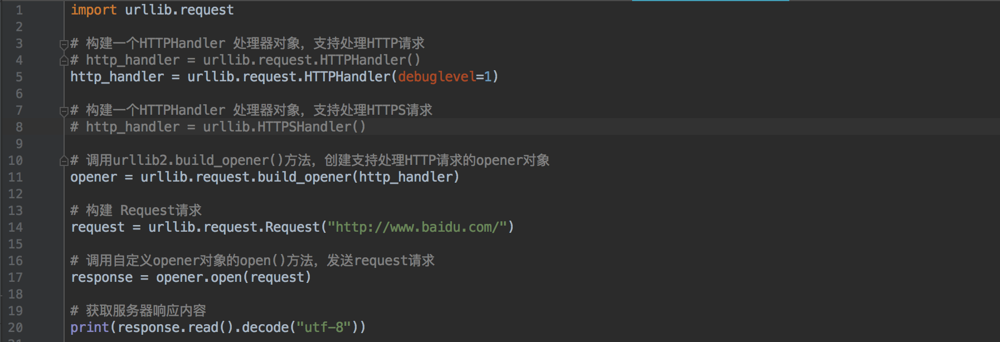 1 import urllib.request
2
3 # 构建一个HTTPHandler 处理器对象，支持处理HTTP请求
4 # http_handler = urllib.request.HTTPHandler()
5 http_handler = urllib.request.HTTPHandler(debuglevel=1)
6
7 # 构建一个HTTPHandler 处理器对象，支持处理HTTPS请求
8 # http_handler = urllib.HTTPSHandler()
9
10 # 调用urllib2.build_opener()方法，创建支持处理HTTP请求的opener对象
11 opener = urllib.request.build_opener(http_handler)
12
13 # 构建 Request请求
14 request = urllib.request.Request("http://www.baidu.com/")
15
16 # 调用自定义opener对象的open()方法，发送request请求
17 response = opener.open(request)
18
19 # 获取服务器响应内容
20 print(response.read().decode("utf-8"))